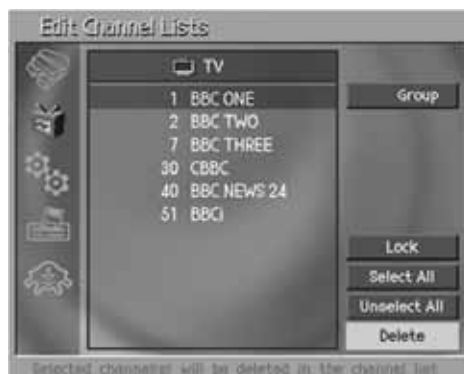 Edit Channel Lists
TV
1 BBC ONE
2 BBC TWO
7 BBC THREE
30 CBBC
40 BBC NEWS 24
51 BBCi
Group
Lock
Select All
Unselect All
Delete
Selected channel(s) will be deleted in the channel list